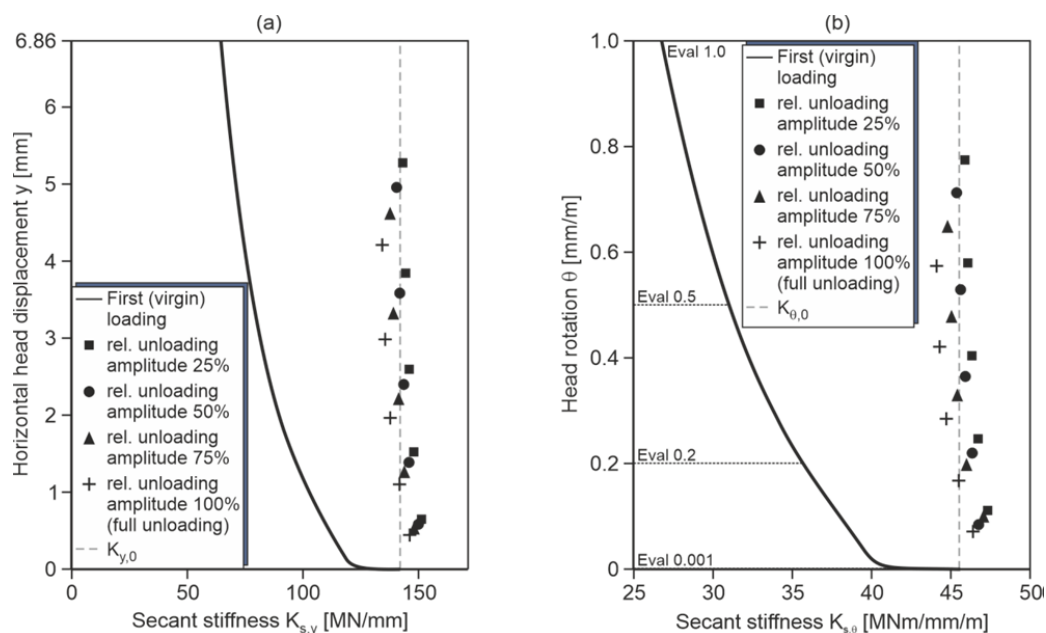 (a)
6.86
6
5
4
3
2
1
0
Horizontal head displacement y [mm]
First (virgin)
loading
rel. unloading
amplitude 25%
rel. unloading
amplitude 50%
rel. unloading
amplitude 75%
rel. unloading
amplitude 100%
(full unloading)
K_y,0
0 50 100 150
Secant stiffness K_s,y [MN/mm]
(b)
1.0
0.8
0.6
0.4
0.2
0
Head rotation θ [mm/m]
Eval 1.0
First (virgin)
loading
rel. unloading
amplitude 25%
rel. unloading
amplitude 50%
rel. unloading
amplitude 75%
rel. unloading
amplitude 100%
(full unloading)
K_θ,0
Eval 0.5
Eval 0.2
Eval 0.001
25 30 35 40 45 50
Secant stiffness K_s,θ [MNm/mm/m]